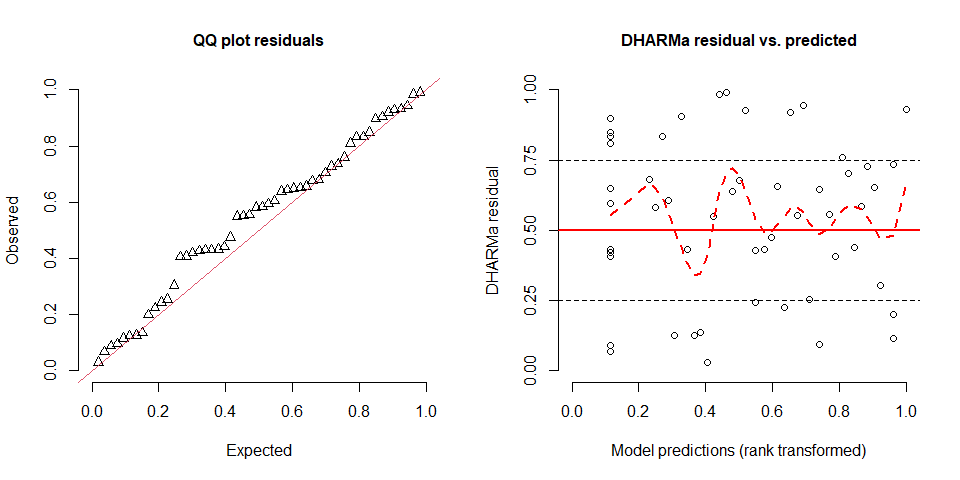 QQ plot residuals
Observed
1.0
0.8
0.6
0.4
0.2
0.0
0.0 0.2 0.4 0.6 0.8 1.0
Expected
DHARMa residual vs. predicted
DHARMa residual
1.00
0.75
0.50
0.25
0.00
0.0 0.2 0.4 0.6 0.8 1.0
Model predictions (rank transformed)